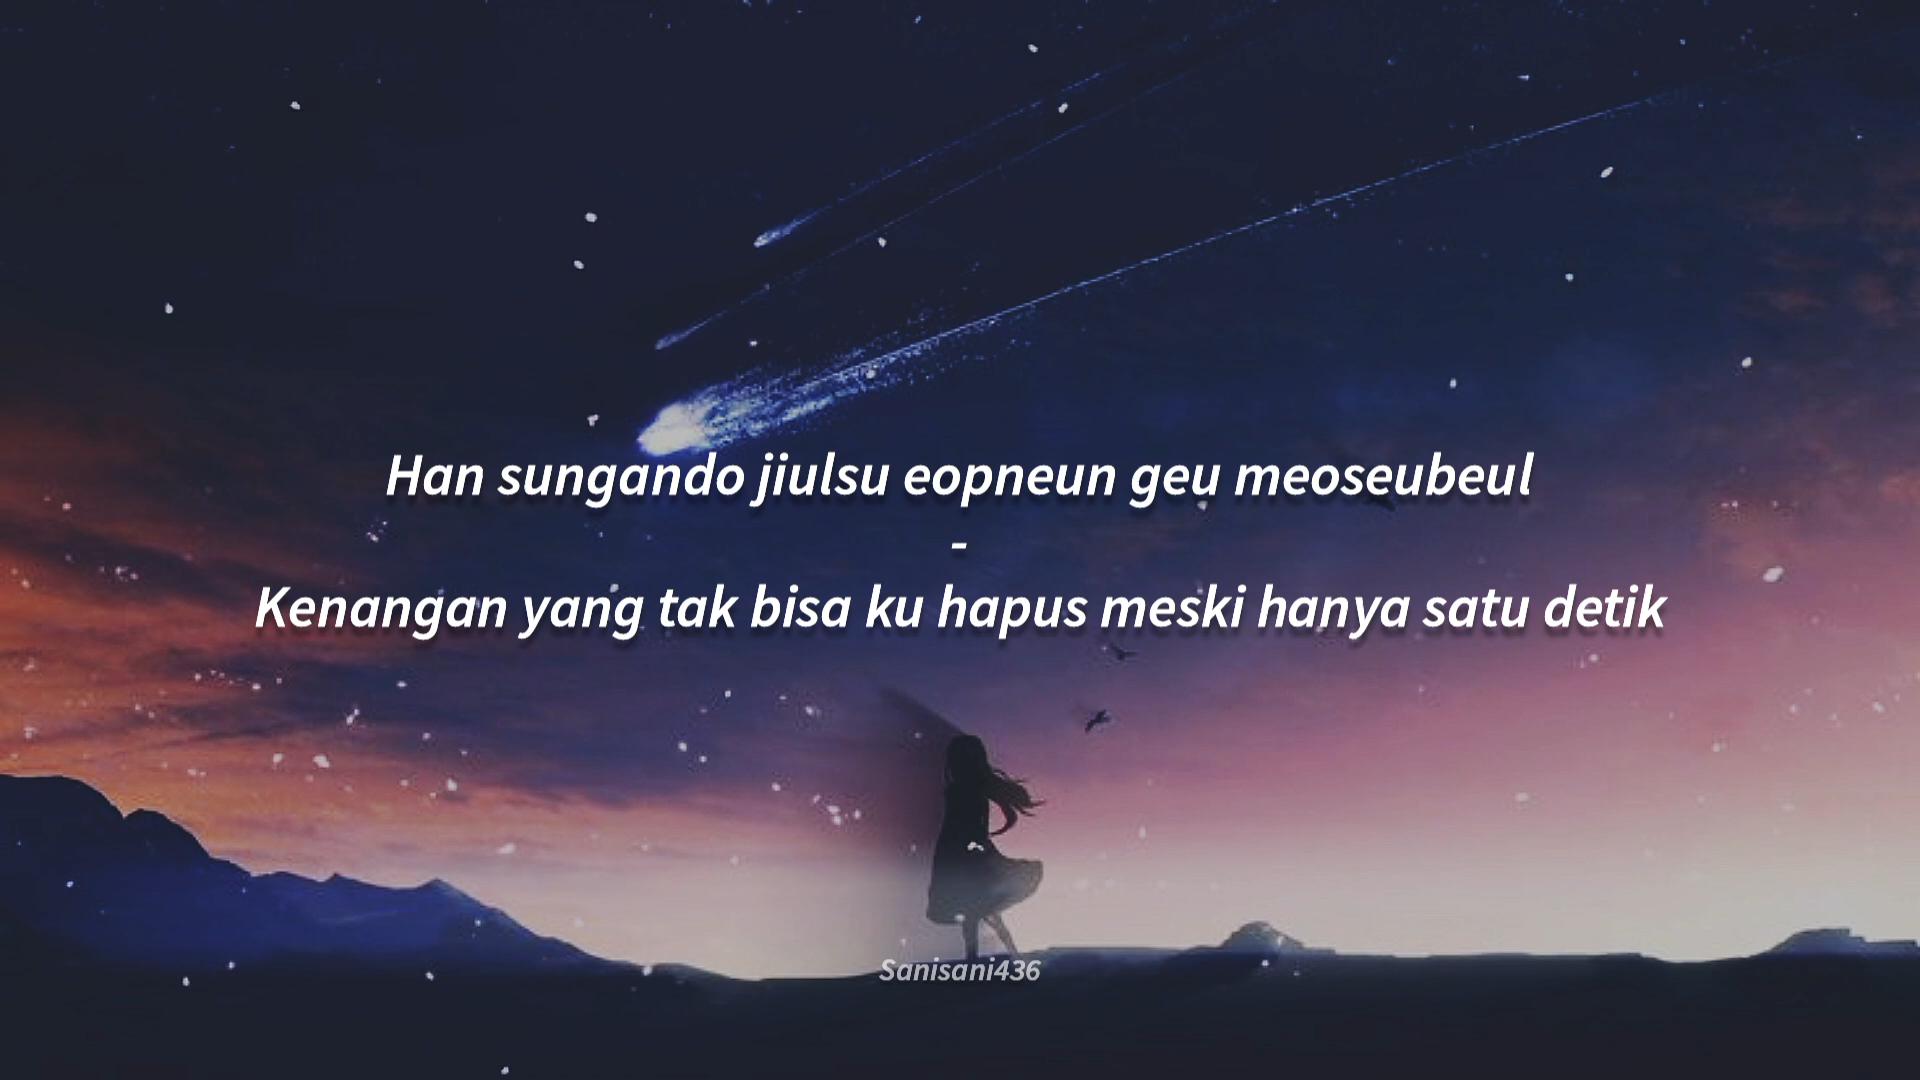 Han sungando jiulsu eopneun geu meoseubeul
-
Kenangan yang tak bisa ku hapus meski hanya satu detik
Sanisani436